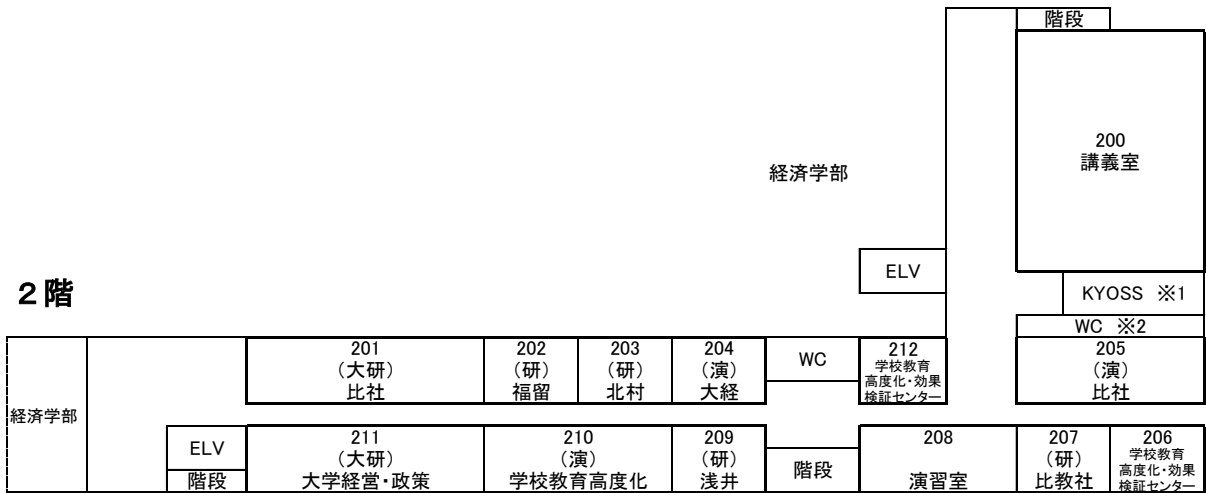 階段
200
講義室
経済学部
ELV
2階
KYOSS ※1
WC ※2
201
(大研)
比社
202
(研)
福留
203
(研)
北村
204
(演)
大経
WC
212
学校教育
高度化・効果
検証センター
205
(演)
比社
経済学部
ELV
階段
211
(大研)
大学経営・政策
210
(演)
学校教育高度化
209
(研)
浅井
階段
208
演習室
207
(研)
比教社
206
学校教育
高度化・効果
検証センター